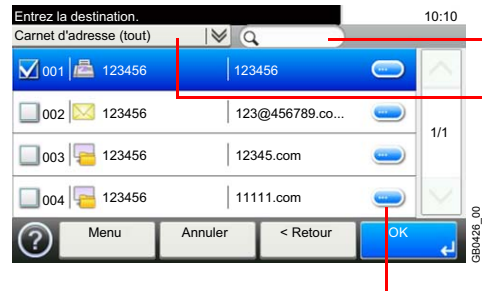 Entrez la destination. 10:10
Carnet d'adresse (tout)
001 123456 123456
002 123456 123@456789.co...
003 123456 12345.com
1/1
004 123456 11111.com
? Menu Annuler < Retour OK
GB0426_00